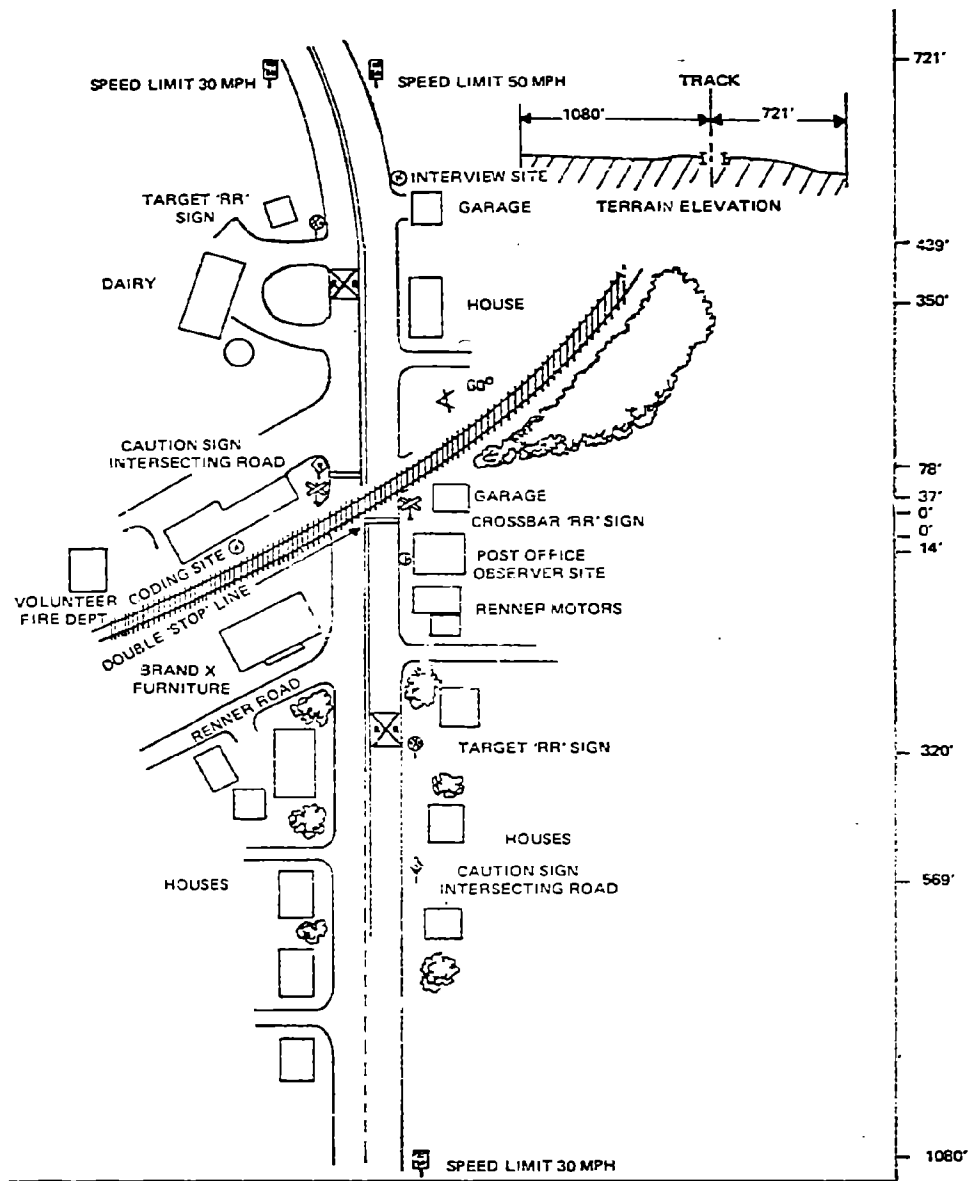 721'
SPEED LIMIT 30 MPH
SPEED LIMIT 50 MPH
TRACK
1080'
721'
INTERVIEW SITE
TARGET 'RR'
SIGN
GARAGE
TERRAIN ELEVATION
439'
DAIRY
HOUSE
350'
60°
CAUTION SIGN
INTERSECTING ROAD
78'
GARAGE
37'
CROSSBAR 'RR' SIGN
0'
0'
14'
CODING SITE
POST OFFICE
OBSERVER SITE
VOLUNTEER
FIRE DEPT
DOUBLE 'STOP' LINE
RENNER MOTORS
BRAND X
FURNITURE
RENNER ROAD
TARGET 'RR' SIGN
320'
HOUSES
HOUSES
CAUTION SIGN
INTERSECTING ROAD
569'
SPEED LIMIT 30 MPH
1080'